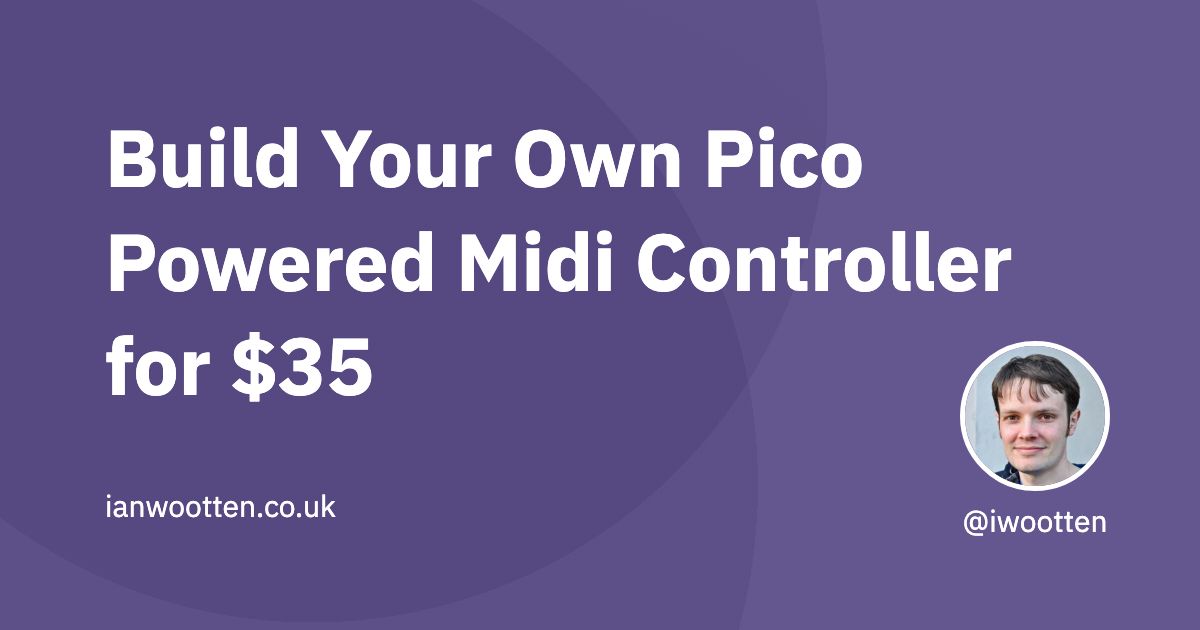 Build Your Own Pico
Powered Midi Controller
for $35
ianwootten.co.uk
@iwootten